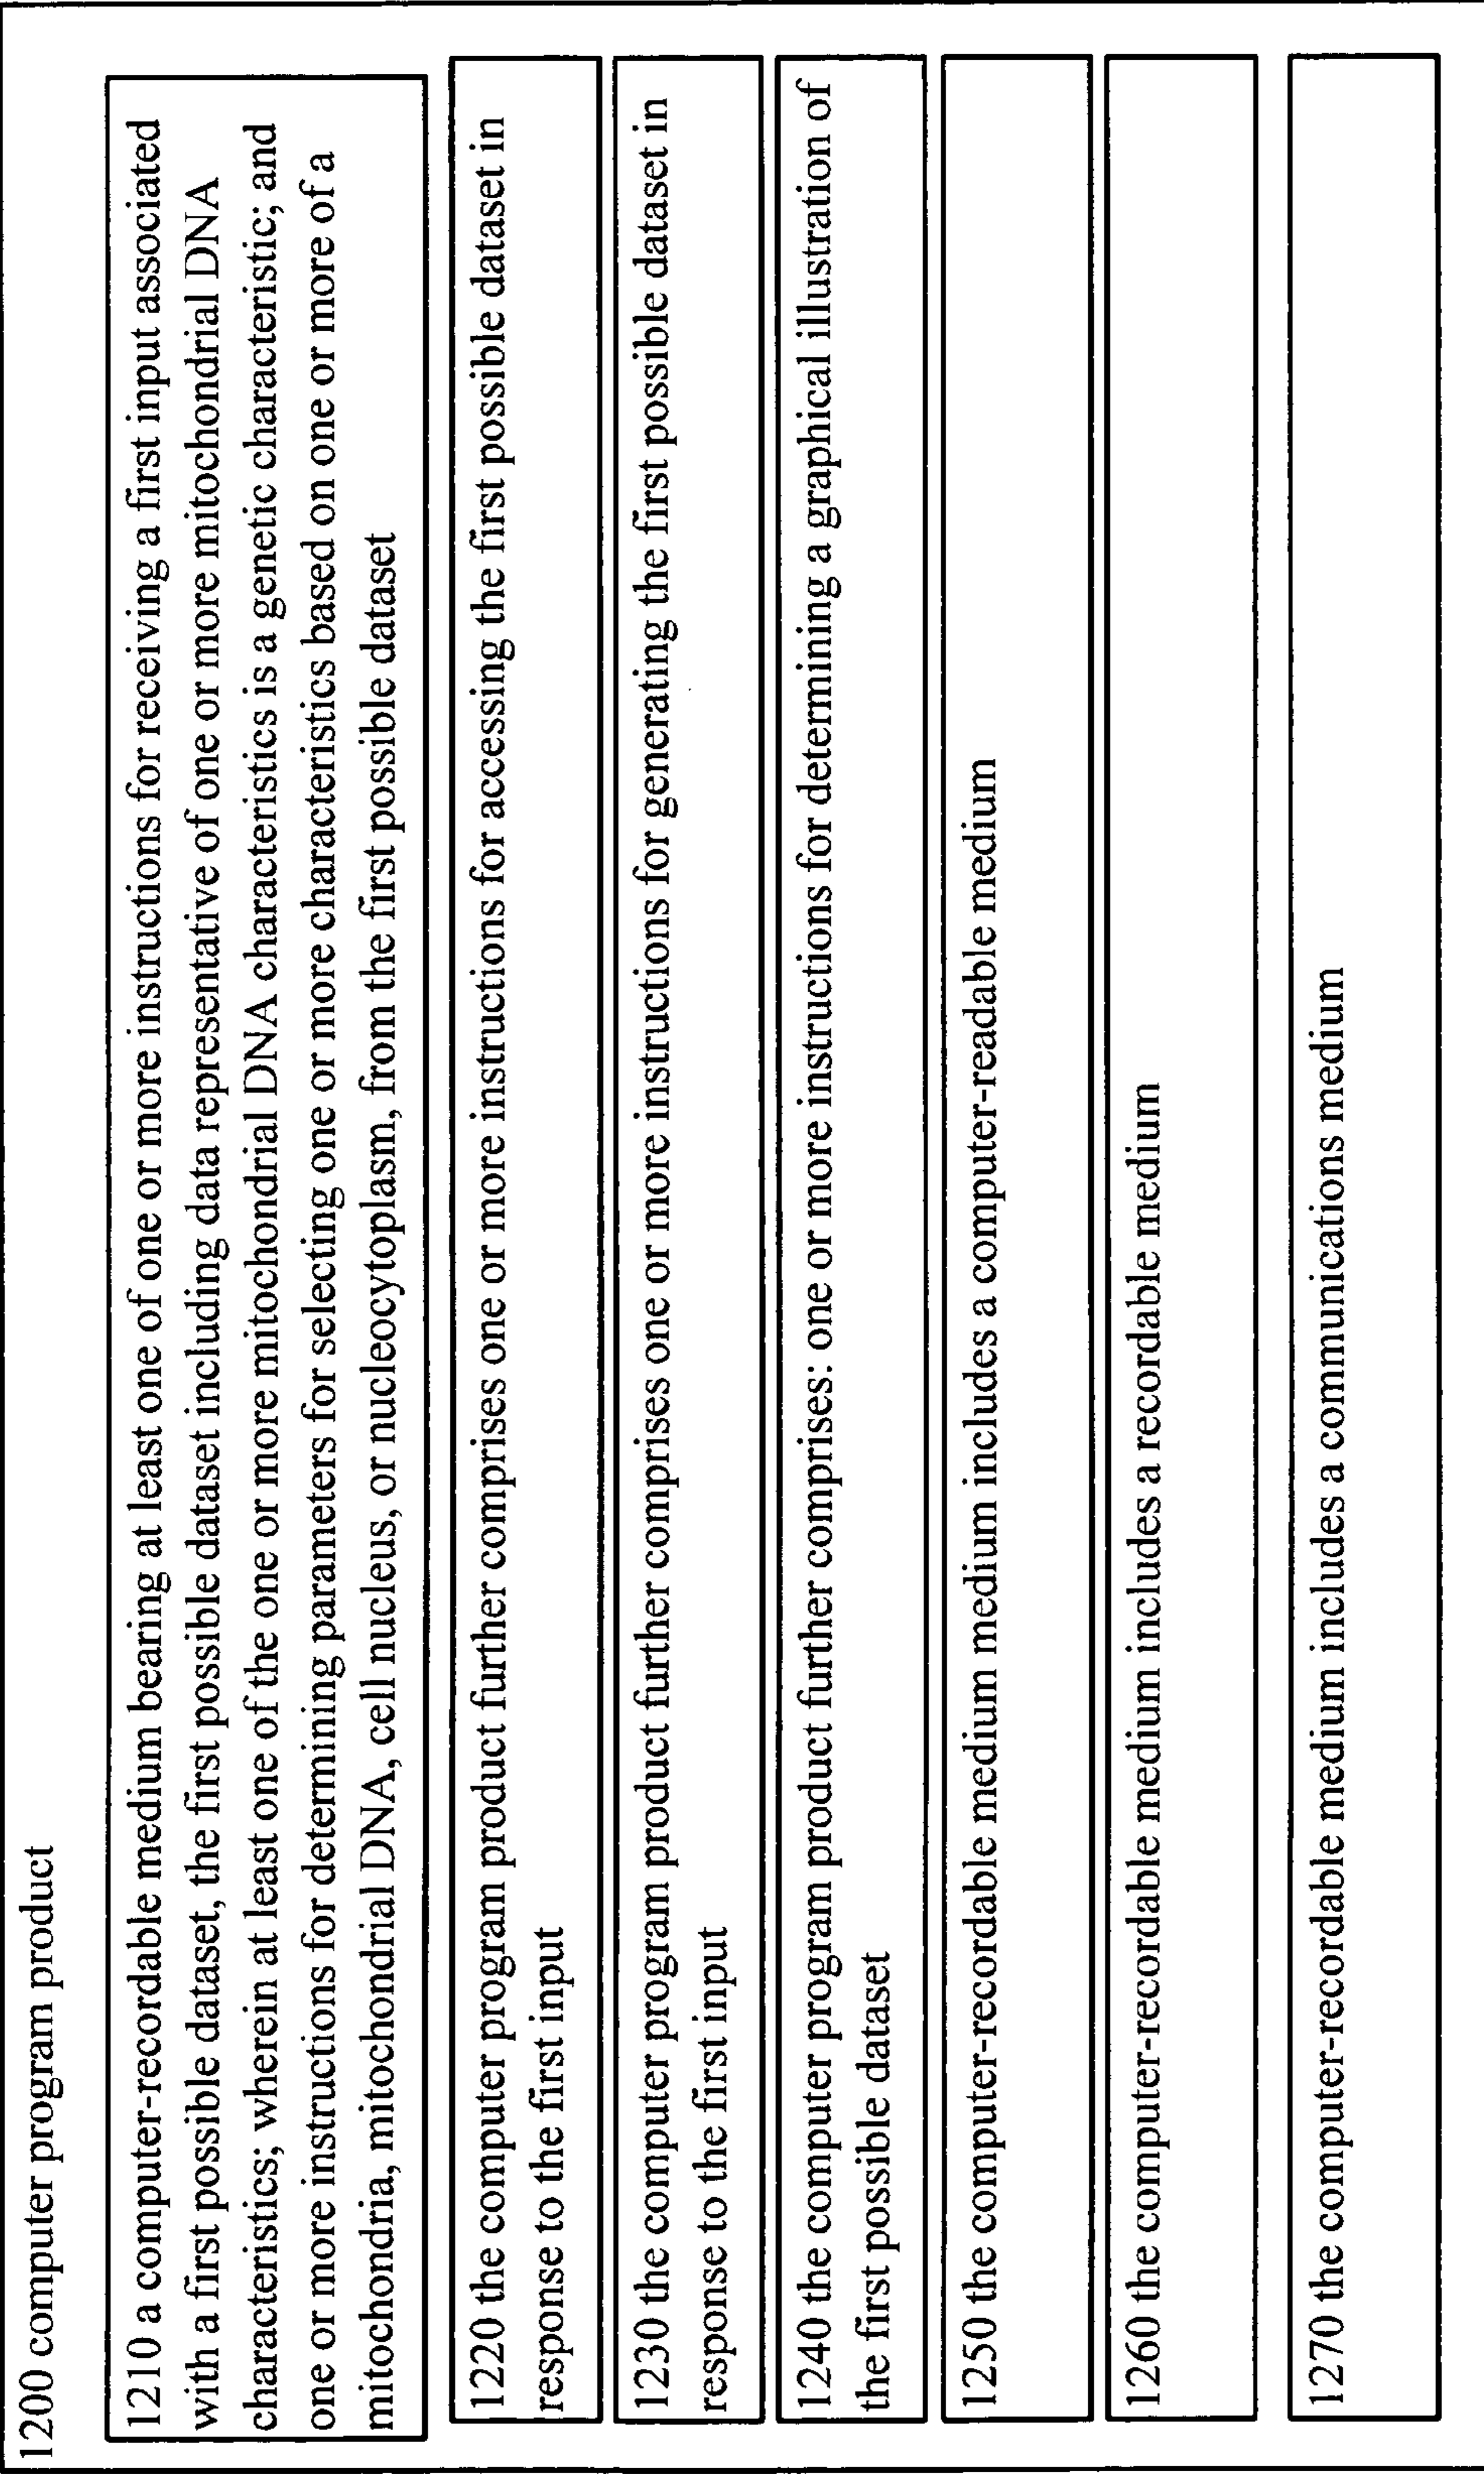 1200 computer program product
1210 a computer-recordable medium bearing at least one of one or more instructions for receiving a first input associated
with a first possible dataset, the first possible dataset including data representative of one or more mitochondrial DNA
characteristics; wherein at least one of the one or more mitochondrial DNA characteristics is a genetic characteristic; and
one or more instructions for determining parameters for selecting one or more characteristics based on one or more of a
mitochondria, mitochondrial DNA, cell nucleus, or nucleocytoplasm, from the first possible dataset
1220 the computer program product further comprises one or more instructions for accessing the first possible dataset in
response to the first input
1230 the computer program product further comprises one or more instructions for generating the first possible dataset in
response to the first input
1240 the computer program product further comprises: one or more instructions for determining a graphical illustration of
the first possible dataset
1250 the computer-recordable medium medium includes a computer-readable medium
1260 the computer-recordable medium includes a recordable medium
1270 the computer-recordable medium includes a communications medium